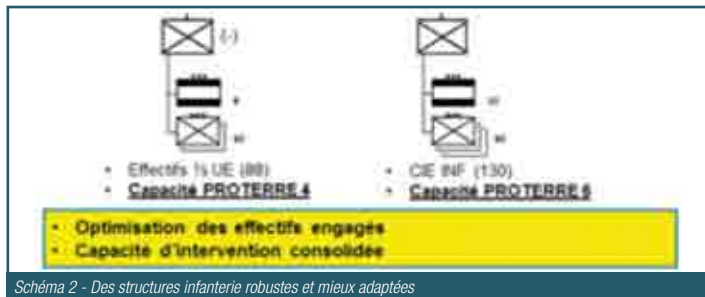 (-)
• Effectifs ½ UE (88)
• Capacité PROTERRE 4
• CIE INF (130)
• Capacité PROTERRE 6
• Optimisation des effectifs engagés
• Capacité d'intervention consolidée
Schéma 2 - Des structures infanterie robustes et mieux adaptées